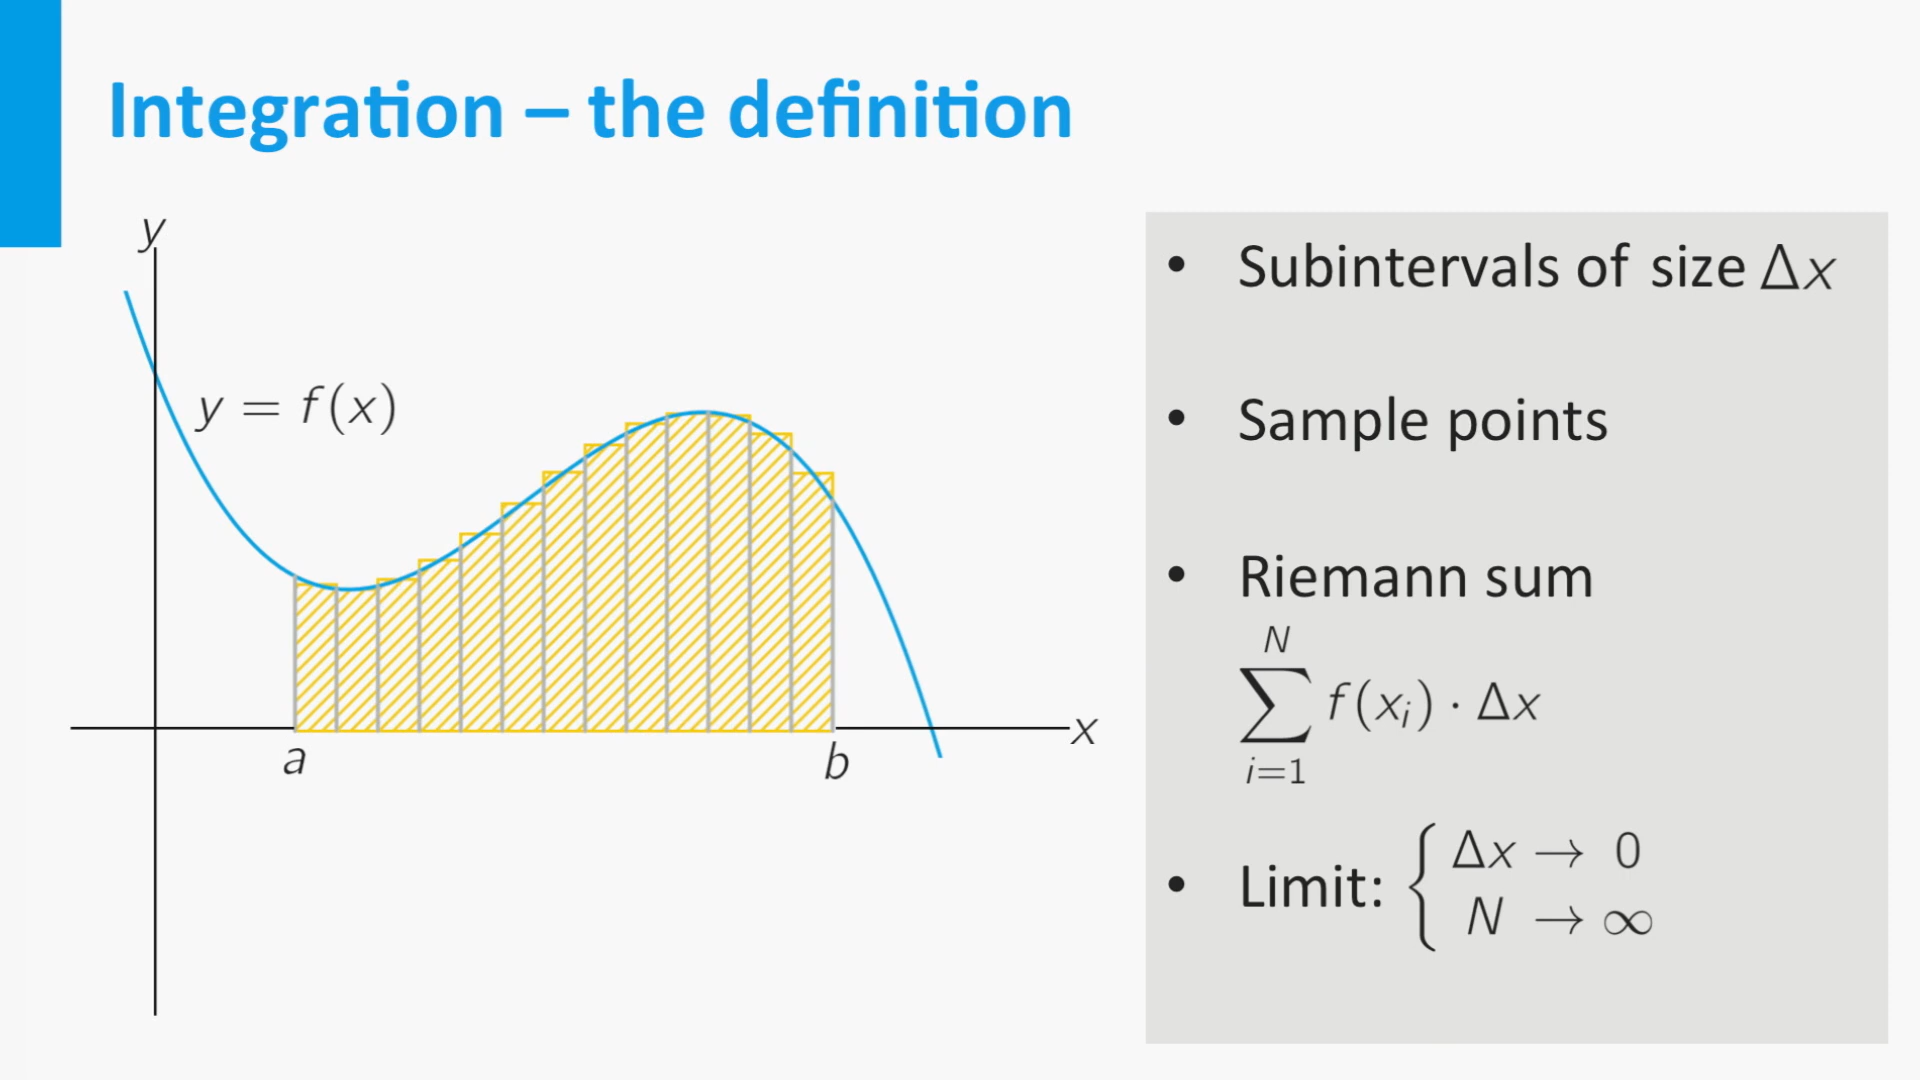 Integration – the definition
y
y = f(x)
x
a
b
• Subintervals of size Δx
• Sample points
• Riemann sum
N
∑ f(xᵢ) · Δx
i=1
• Limit: { Δx → 0
N → ∞